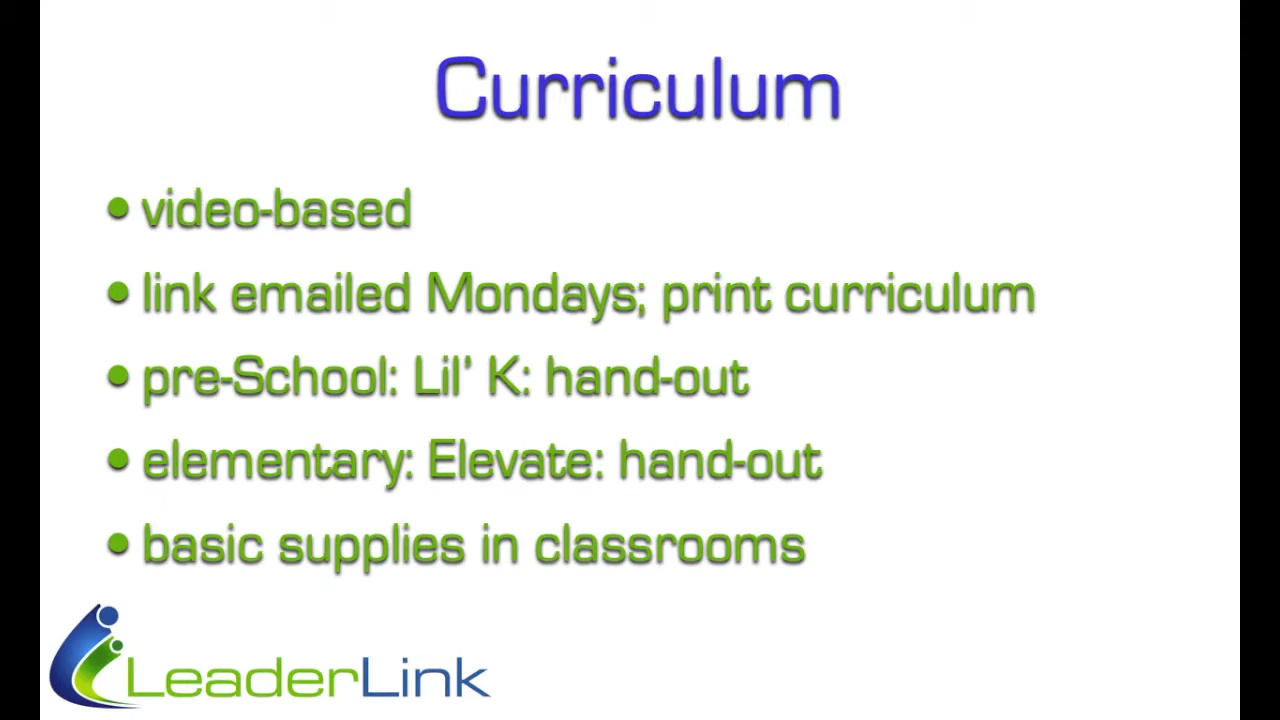 Curriculum
• video-based
• link emailed Mondays; print curriculum
• pre-School: Lil' K: hand-out
• elementary: Elevate: hand-out
• basic supplies in classrooms
LeaderLink